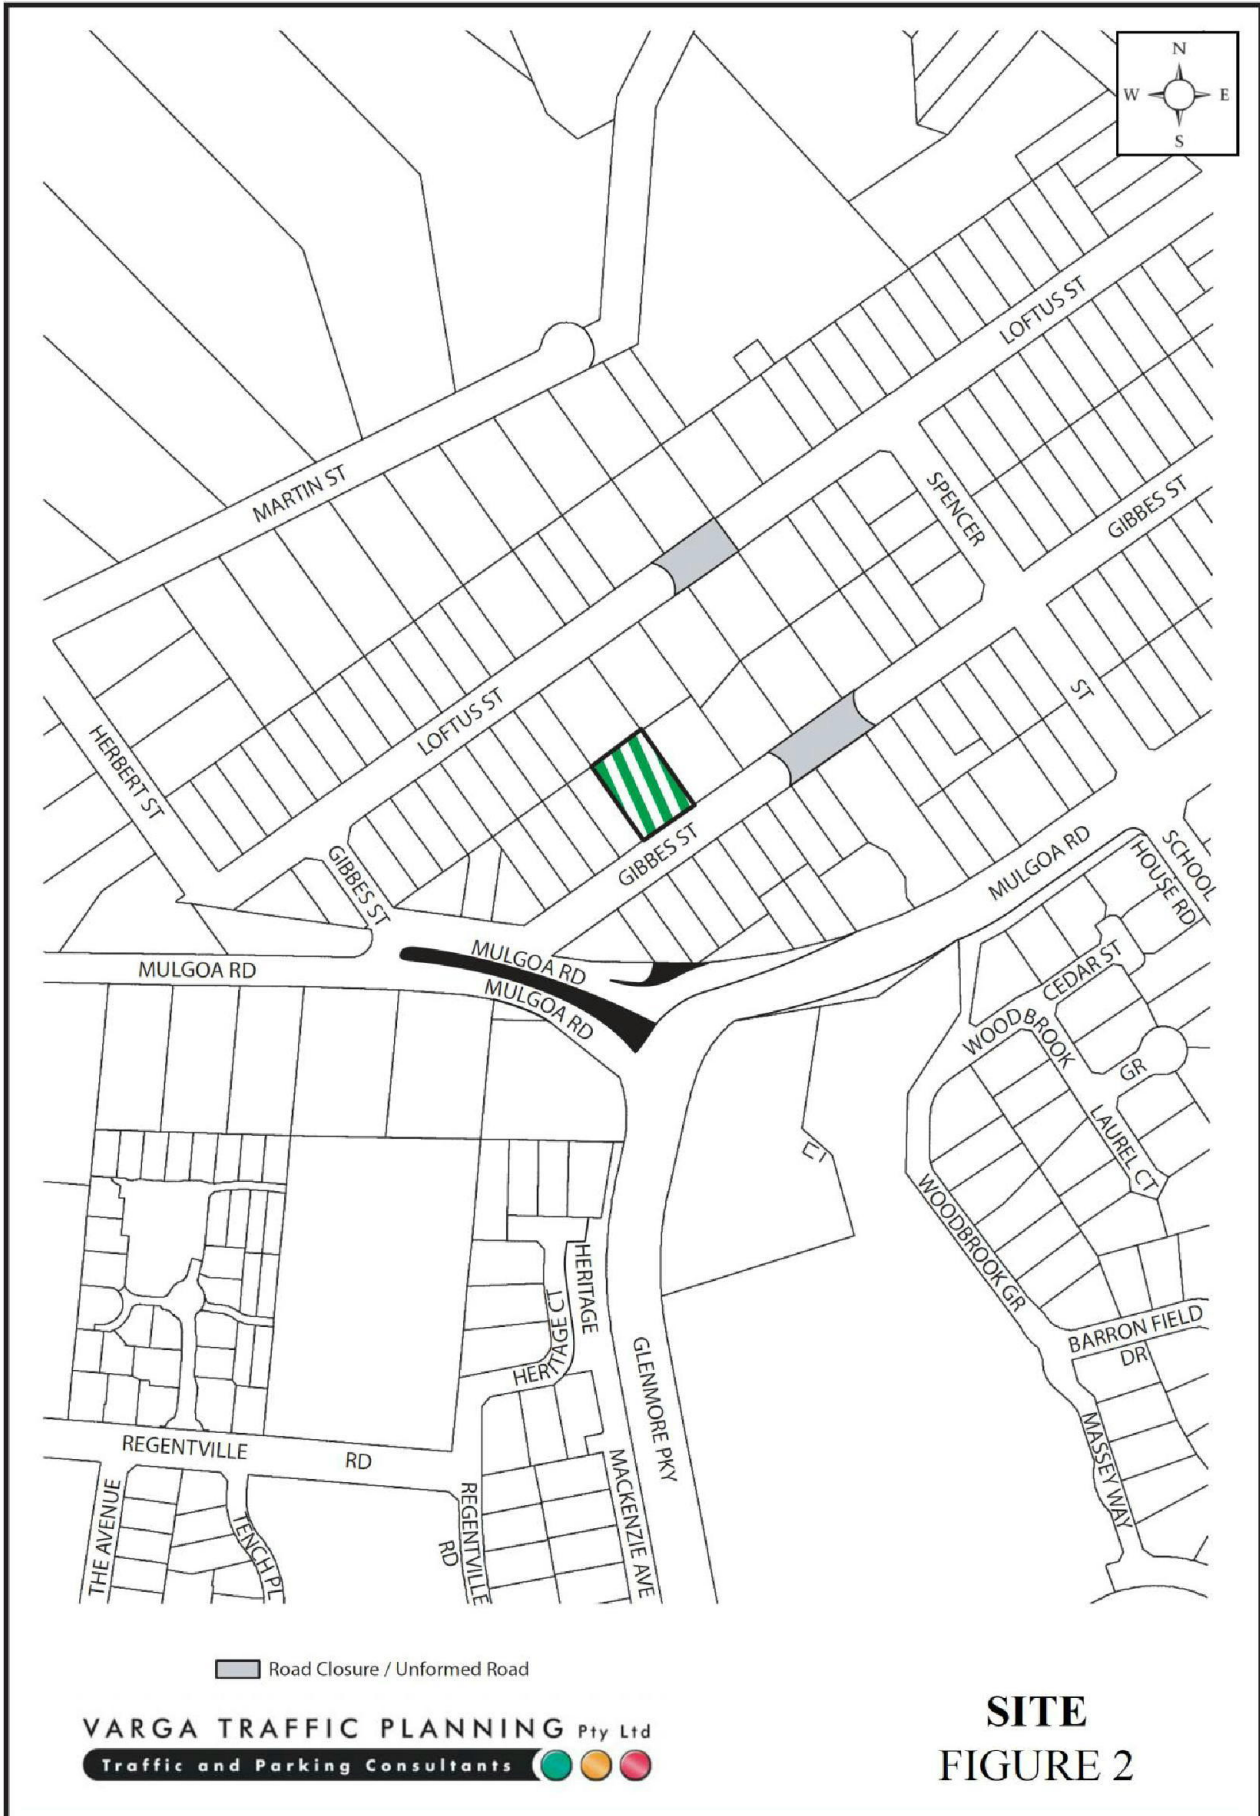 N
W E
S
LOFTUS ST
SPENCER
GIBBES ST
MARTIN ST
ST
LOFTUS ST
HERBERT ST
GIBBES ST
GIBBES ST
MULGOA RD
SCHOOL
HOUSE RD
MULGOA RD
MULGOA RD
MULGOA RD
CEDAR ST
WOODBROOK
GR
LAUREL CT
CT
WOODBROOK GR
HERITAGE
HERITAGE CT
BARRON FIELD
DR
GLENMORE PKY
MASSEY WAY
REGENTVILLE
RD
MACKENZIE AVE
REGENTVILLE
RD
THE AVENUE
TENCH PL
Road Closure / Unformed Road
VARGA TRAFFIC PLANNING Pty Ltd
Traffic and Parking Consultants
SITE
FIGURE 2